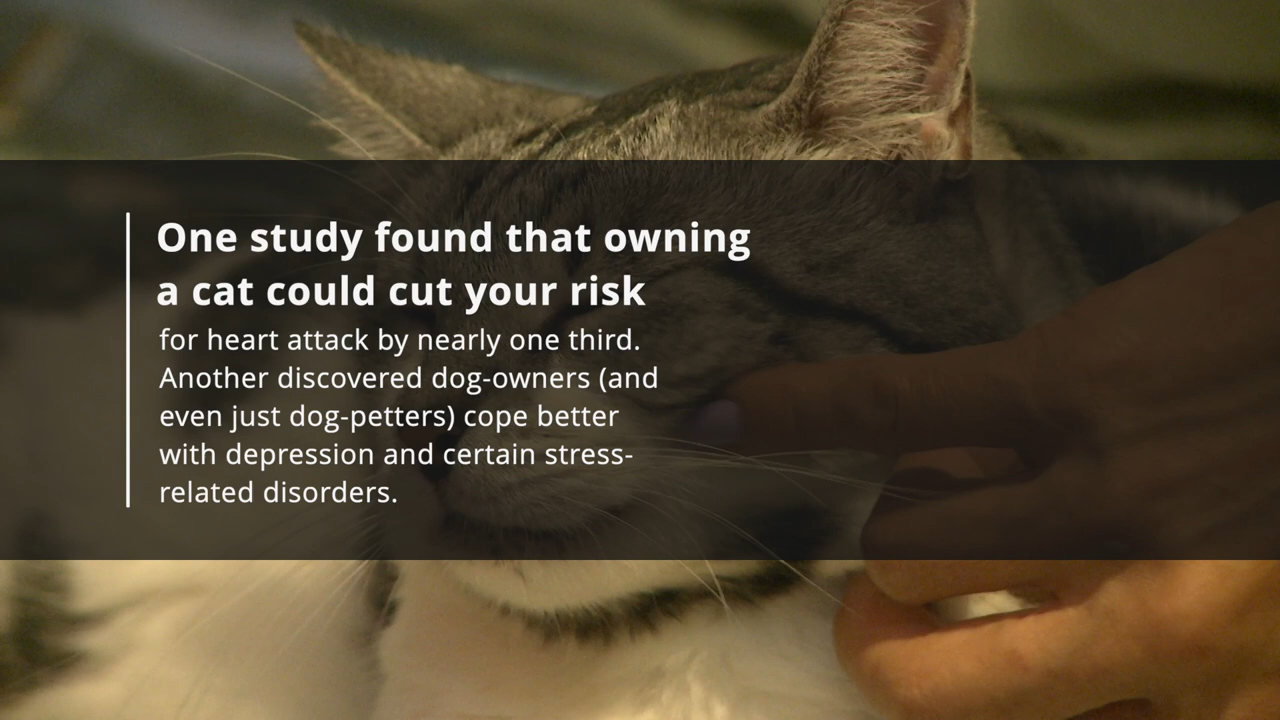 One study found that owning
a cat could cut your risk
for heart attack by nearly one third.
Another discovered dog-owners (and
even just dog-petters) cope better
with depression and certain stress-
related disorders.